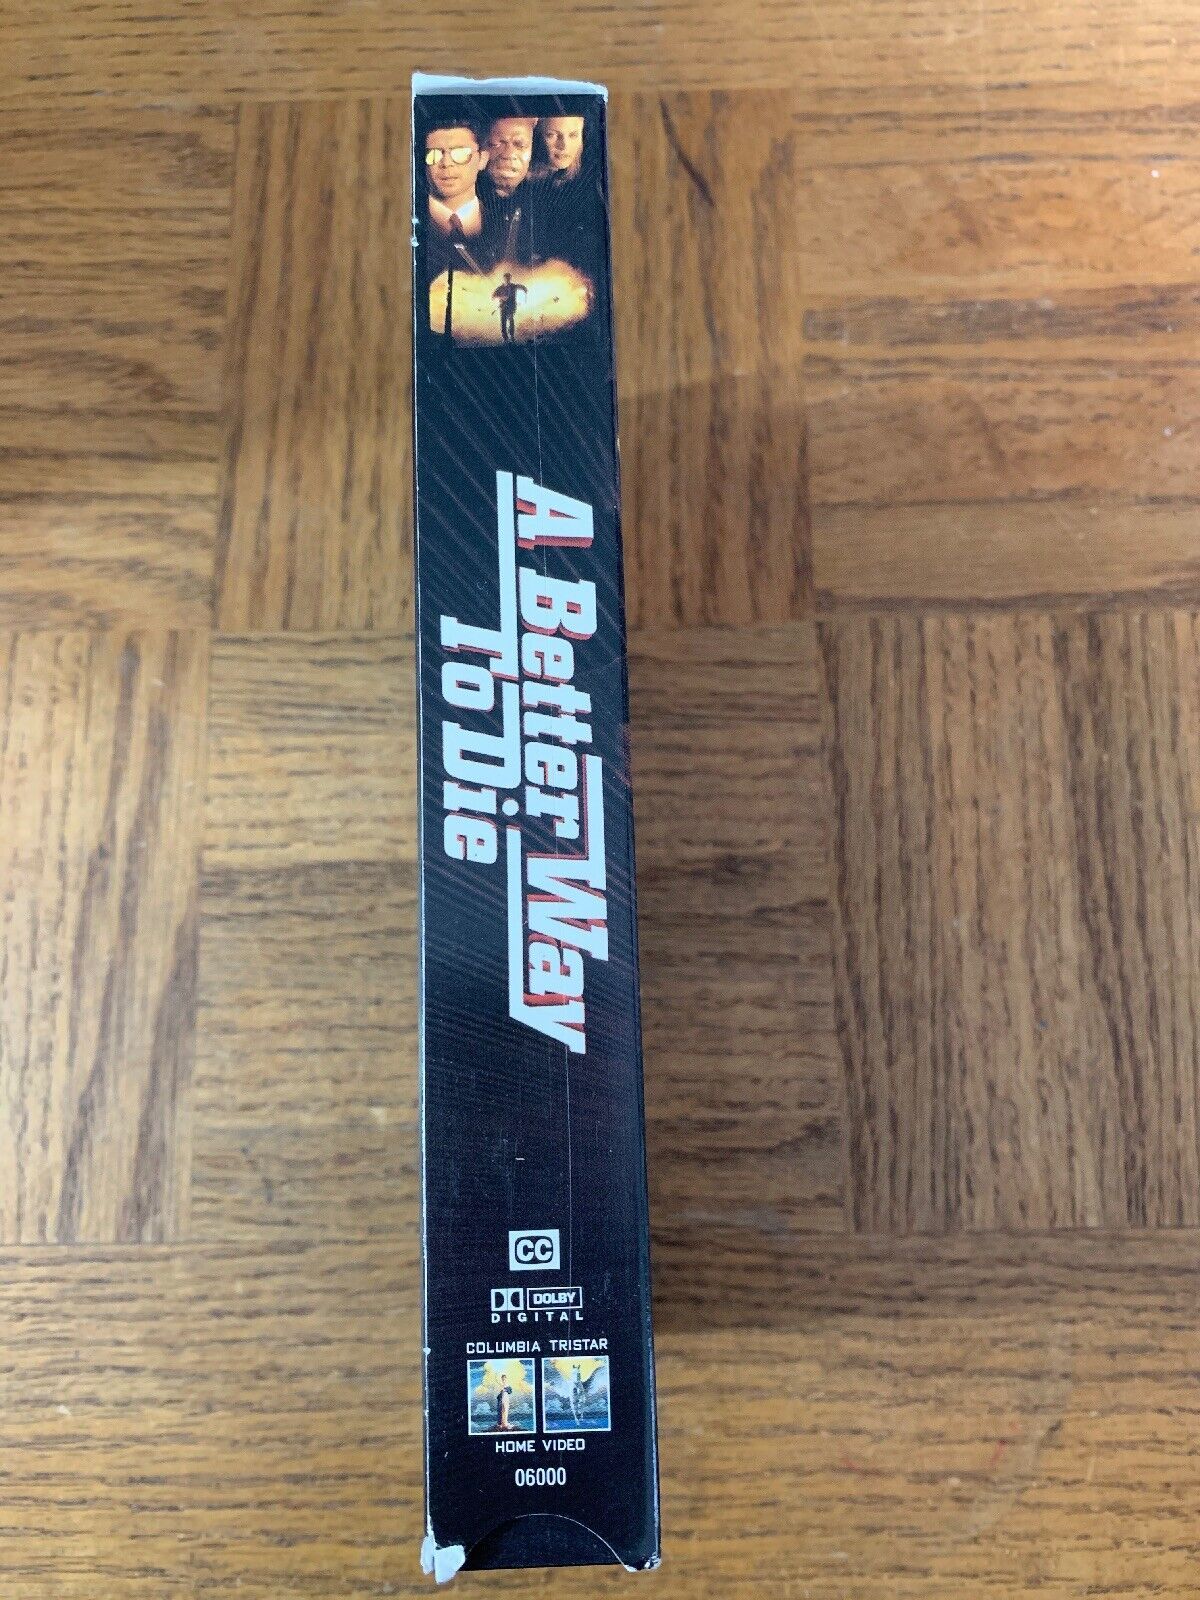 A Better Way
To Die
CC
DOLBY
DIGITAL
COLUMBIA TRISTAR
HOME VIDEO
06000